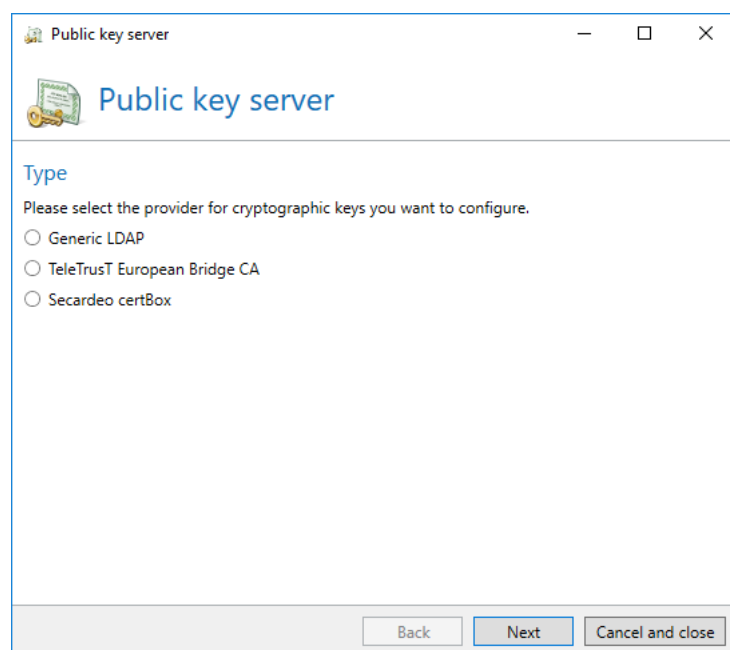 Public key server
Public key server
Type
Please select the provider for cryptographic keys you want to configure.
Generic LDAP
TeleTrusT European Bridge CA
Secardeo certBox
Back
Next
Cancel and close